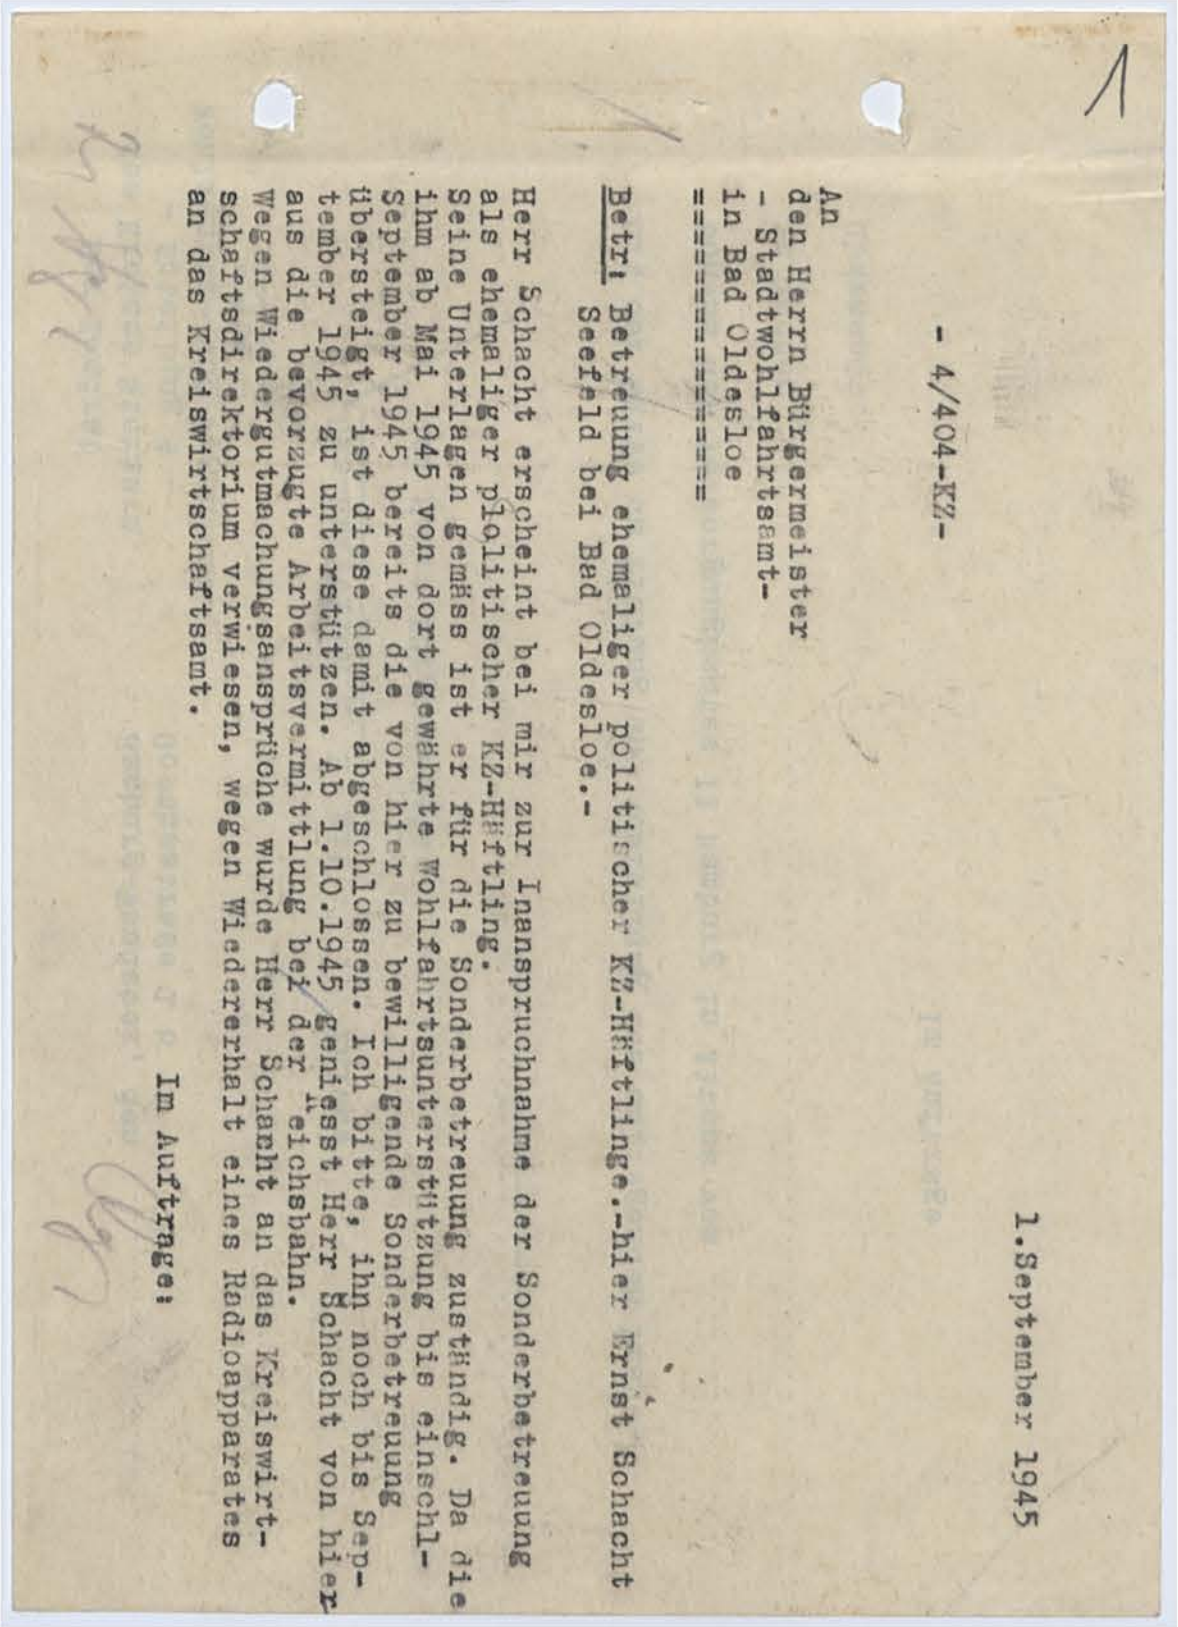 1
1.September 1945
- 4/404-KZ-
An
den Herrn Bürgermeister
- Stadtwohlfahrtsamt-
in Bad Oldesloe
===================
Betr: Betreuung ehemaliger politischer KZ-Häftlinge.-hier Ernst Schacht
Seefeld bei Bad Oldesloe.-
Herr Schacht erscheint bei mir zur Inanspruchnahme der Sonderbetreuung
als ehemaliger plolitischer KZ-Häftling.
Seine Unterlagen gemäss ist er für die Sonderbetreuung zuständig. Da die
ihm ab Mai 1945 von dort gewährte Wohlfahrtsunterstützung bis einschl-
September 1945 bereits die von hier zu bewilligende Sonderbetreuung
übersteigt, ist diese damit abgeschlossen. Ich bitte, ihn noch bis Sep-
tember 1945 zu unterstützen. Ab 1.10.1945 geniesst Herr Schacht von hier
aus die bevorzugte Arbeitsvermittlung bei der Reichsbahn.
Wegen Wiedergutmachungsansprüche wurde Herr Schacht an das Kreiswirt-
schaftsdirektorium verwiesen, wegen Wiedererhalt eines Radioapparates
an das Kreiswirtschaftsamt.
Im Auftrage: